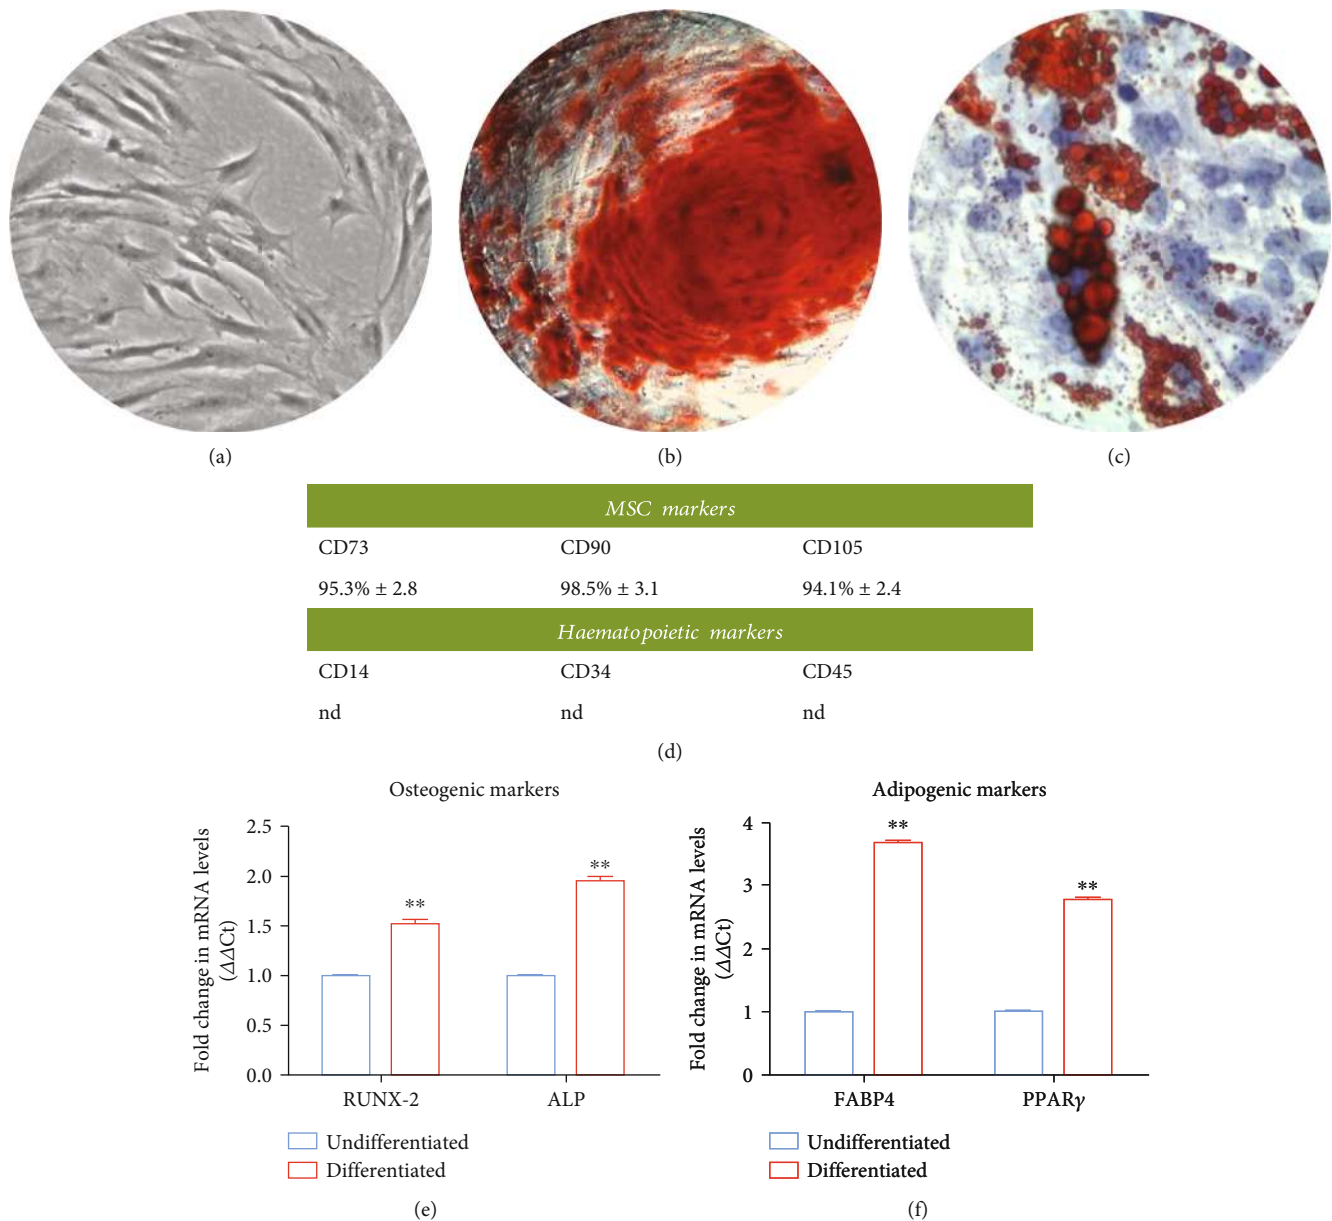 (a)
(b)
(c)
MSC markers
CD73 CD90 CD105
95.3% ± 2.8 98.5% ± 3.1 94.1% ± 2.4
Haematopoietic markers
CD14 CD34 CD45
nd nd nd
(d)
Osteogenic markers
Fold change in mRNA levels
(ΔΔCt)
2.5
2.0
1.5
1.0
0.5
0.0
**
**
RUNX-2 ALP
Undifferentiated
Differentiated
(e)
Adipogenic markers
Fold change in mRNA levels
(ΔΔCt)
4
3
2
1
0
**
**
FABP4 PPARγ
Undifferentiated
Differentiated
(f)